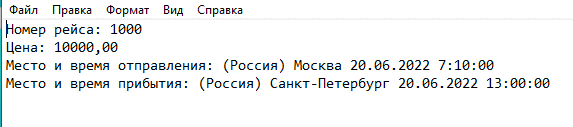 Файл Правка Формат Вид Справка
Номер рейса: 1000
Цена: 10000,00
Место и время отправления: (Россия) Москва 20.06.2022 7:10:00
Место и время прибытия: (Россия) Санкт-Петербург 20.06.2022 13:00:00